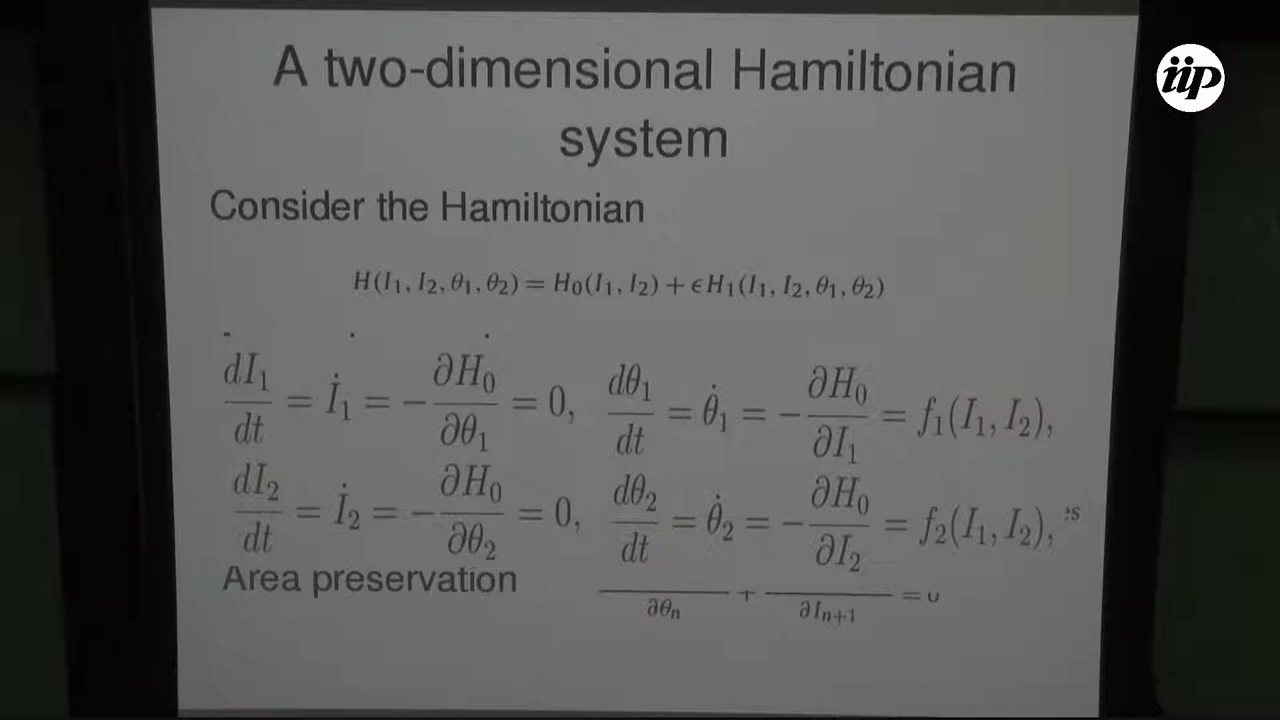 iip
A two-dimensional Hamiltonian
system
Consider the Hamiltonian
H(I₁, I₂, θ₁, θ₂) = H₀(I₁, I₂) + ϵH₁(I₁, I₂, θ₁, θ₂)
dI₁/dt = İ₁ = −∂H₀/∂θ₁ = 0, dθ₁/dt = θ̇₁ = −∂H₀/∂I₁ = f₁(I₁, I₂),
dI₂/dt = İ₂ = −∂H₀/∂θ₂ = 0, dθ₂/dt = θ̇₂ = −∂H₀/∂I₂ = f₂(I₁, I₂),
Area preservation
∂θₙ + ∂Iₙ₊₁ =